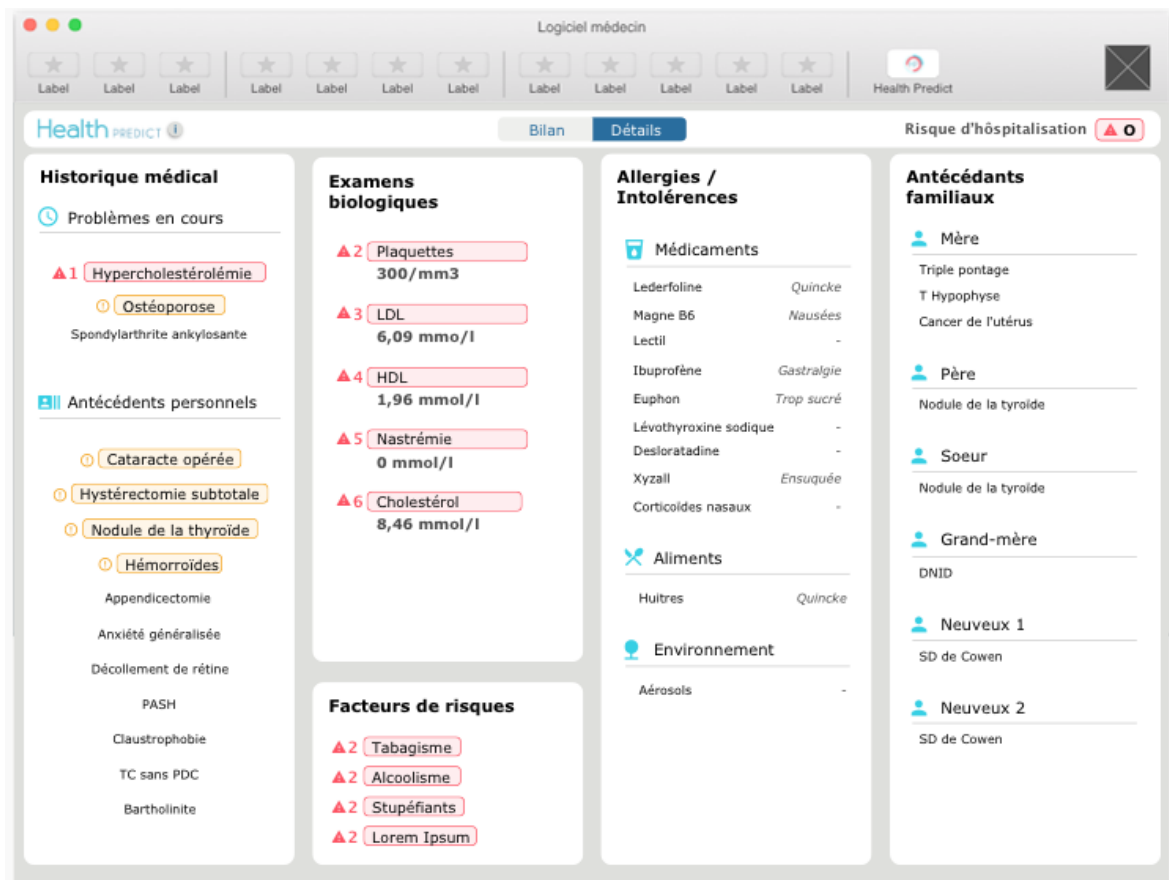 Logiciel médecin
Label Label Label Label Label Label Label Label Label Label Label Label Health Predict
Health PREDICT i
Bilan Détails
Risque d'hôspitalisation O
Historique médical
Problèmes en cours
1 Hypercholestérolémie
Ostéoporose
Spondylarthrite ankylosante
Antécédents personnels
Cataracte opérée
Hystérectomie subtotale
Nodule de la thyroïde
Hémorroïdes
Appendicectomie
Anxiété généralisée
Décollement de rétine
PASH
Claustrophobie
TC sans PDC
Bartholinite
Examens
biologiques
2 Plaquettes
300/mm3
3 LDL
6,09 mmo/l
4 HDL
1,96 mmol/l
5 Nastrémie
0 mmol/l
6 Cholestérol
8,46 mmol/l
Facteurs de risques
2 Tabagisme
2 Alcoolisme
2 Stupéfiants
2 Lorem Ipsum
Allergies /
Intolérences
Médicaments
Lederfoline Quincke
Magne B6 Nausées
Lectil -
Ibuprofène Gastralgie
Euphon Trop sucré
Lévothyroxine sodique -
Desloratadine -
Xyzall Ensuquée
Corticoïdes nasaux -
Aliments
Huitres Quincke
Environnement
Aérosols -
Antécédants
familiaux
Mère
Triple pontage
T Hypophyse
Cancer de l'utérus
Père
Nodule de la tyroïde
Soeur
Nodule de la tyroïde
Grand-mère
DNID
Neuveux 1
SD de Cowen
Neuveux 2
SD de Cowen